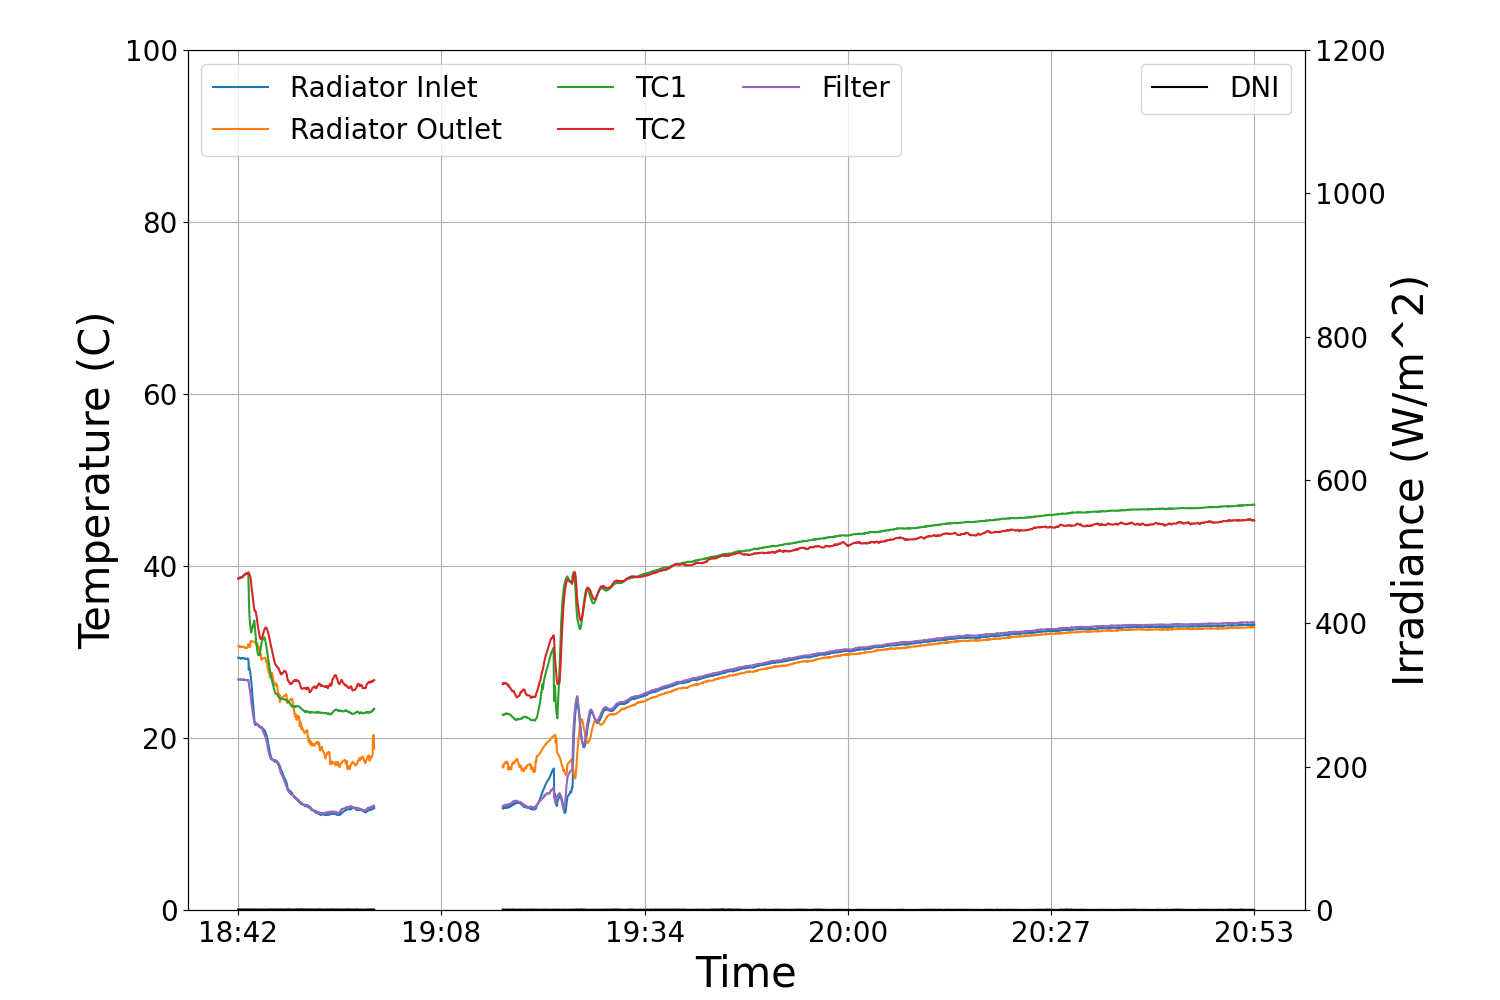 100
80
60
40
20
0
Temperature (C)
Radiator Inlet
Radiator Outlet
TC1
TC2
Filter
DNI
1200
1000
800
600
400
200
0
Irradiance (W/m^2)
18:42
19:08
19:34
20:00
20:27
20:53
Time